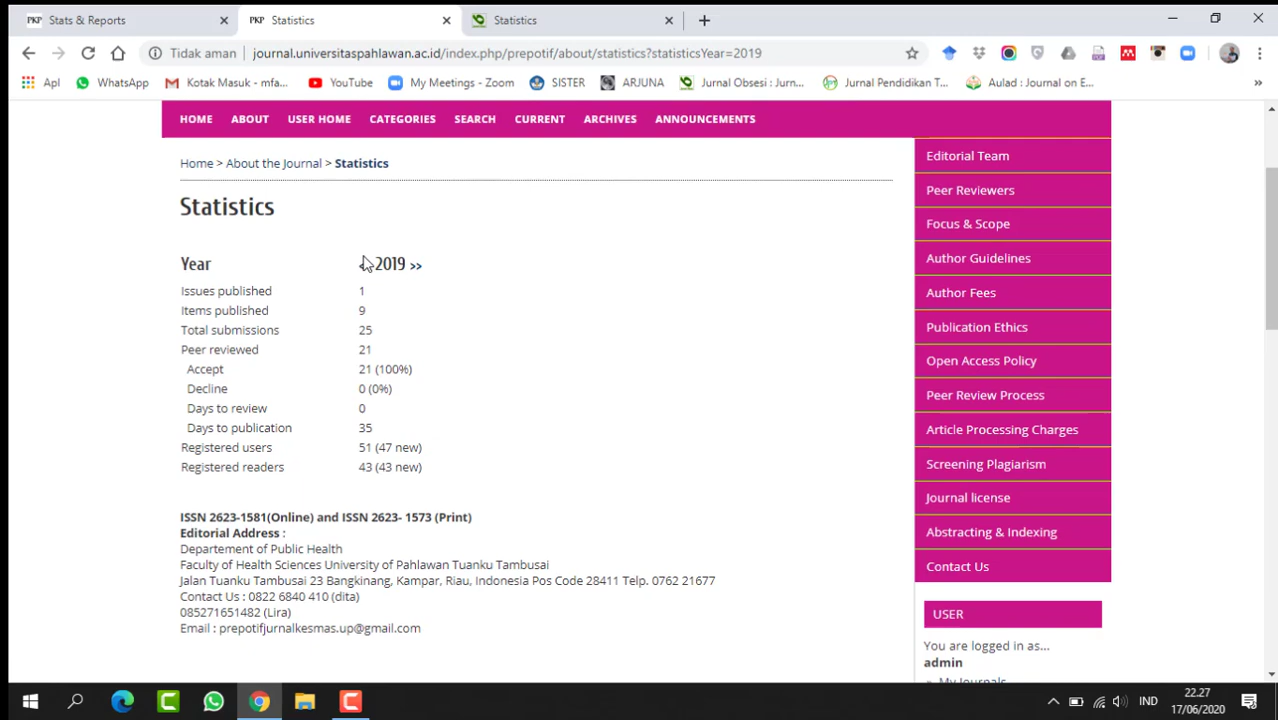 PKP Stats & Reports
PKP Statistics
Statistics
Tidak aman journal.universitaspahlawan.ac.id/index.php/prepotif/about/statistics?statisticsYear=2019
Apl WhatsApp Kotak Masuk - mfa... YouTube My Meetings - Zoom SISTER ARJUNA Jurnal Obsesi : Jurn... Jurnal Pendidikan T... Aulad : Journal on E... »
HOME ABOUT USER HOME CATEGORIES SEARCH CURRENT ARCHIVES ANNOUNCEMENTS
Home > About the Journal > Statistics
Statistics
Year 2019 >>
Issues published 1
Items published 9
Total submissions 25
Peer reviewed 21
Accept 21 (100%)
Decline 0 (0%)
Days to review 0
Days to publication 35
Registered users 51 (47 new)
Registered readers 43 (43 new)
ISSN 2623-1581(Online) and ISSN 2623- 1573 (Print)
Editorial Address :
Departement of Public Health
Faculty of Health Sciences University of Pahlawan Tuanku Tambusai
Jalan Tuanku Tambusai 23 Bangkinang, Kampar, Riau, Indonesia Pos Code 28411 Telp. 0762 21677
Contact Us : 0822 6840 410 (dita)
085271651482 (Lira)
Email : prepotifjurnalkesmas.up@gmail.com
Editorial Team
Peer Reviewers
Focus & Scope
Author Guidelines
Author Fees
Publication Ethics
Open Access Policy
Peer Review Process
Article Processing Charges
Screening Plagiarism
Journal license
Abstracting & Indexing
Contact Us
USER
You are logged in as...
admin
My Journals
IND
22.27
17/06/2020